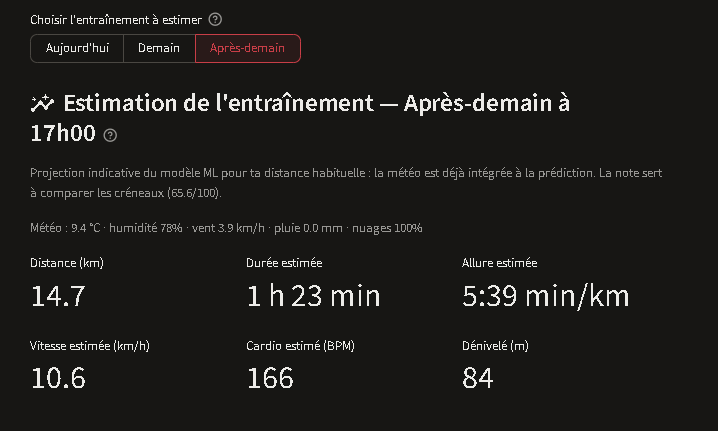 Choisir l'entraînement à estimer
Aujourd'hui Demain Après-demain
Estimation de l'entraînement — Après-demain à
17h00
Projection indicative du modèle ML pour ta distance habituelle : la météo est déjà intégrée à la prédiction. La note sert
à comparer les créneaux (65.6/100).
Météo : 9.4 °C · humidité 78% · vent 3.9 km/h · pluie 0.0 mm · nuages 100%
Distance (km) Durée estimée Allure estimée
14.7 1 h 23 min 5:39 min/km
Vitesse estimée (km/h) Cardio estimé (BPM) Dénivelé (m)
10.6 166 84